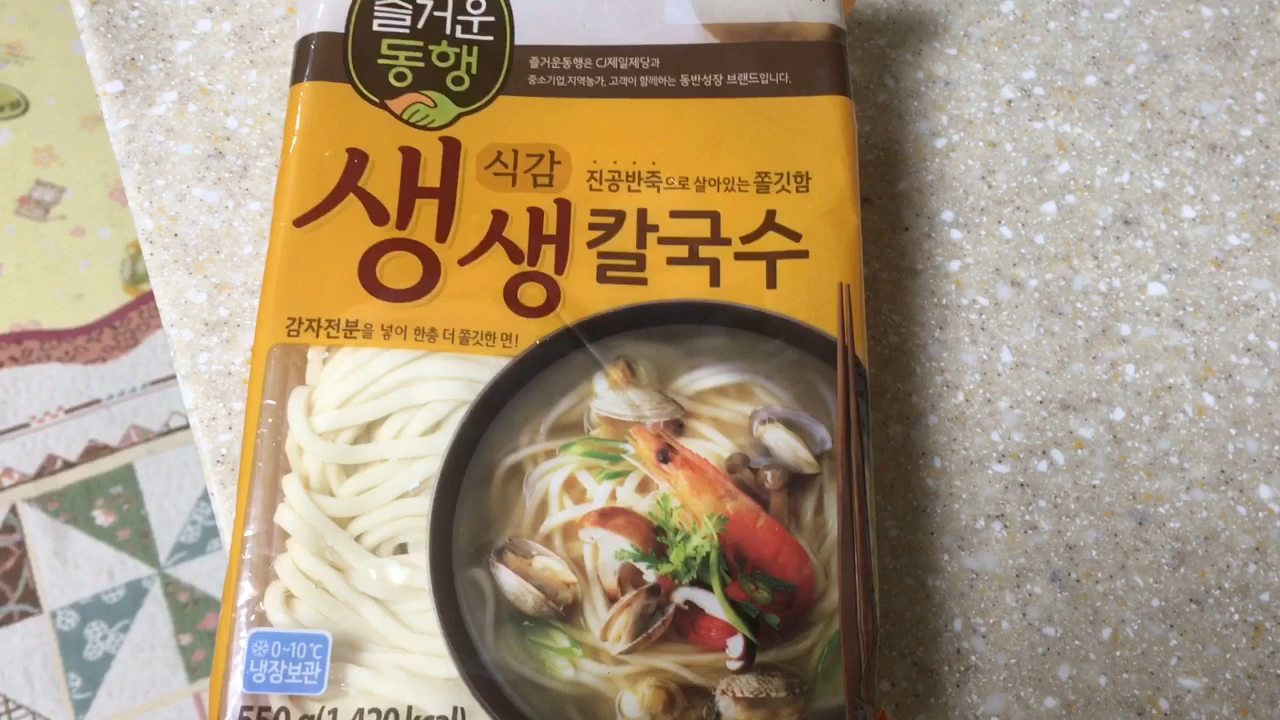 즐거운
동행
즐거운동행은 CJ제일제당과
중소기업,지역농가, 고객이 함께하는 동반성장 브랜드입니다.
식감
진공반죽으로 살아있는 쫄깃함
생생 칼국수
감자전분을 넣어 한층 더 쫄깃한 면!
0~10℃
냉장보관
550 g(1,420 kcal)